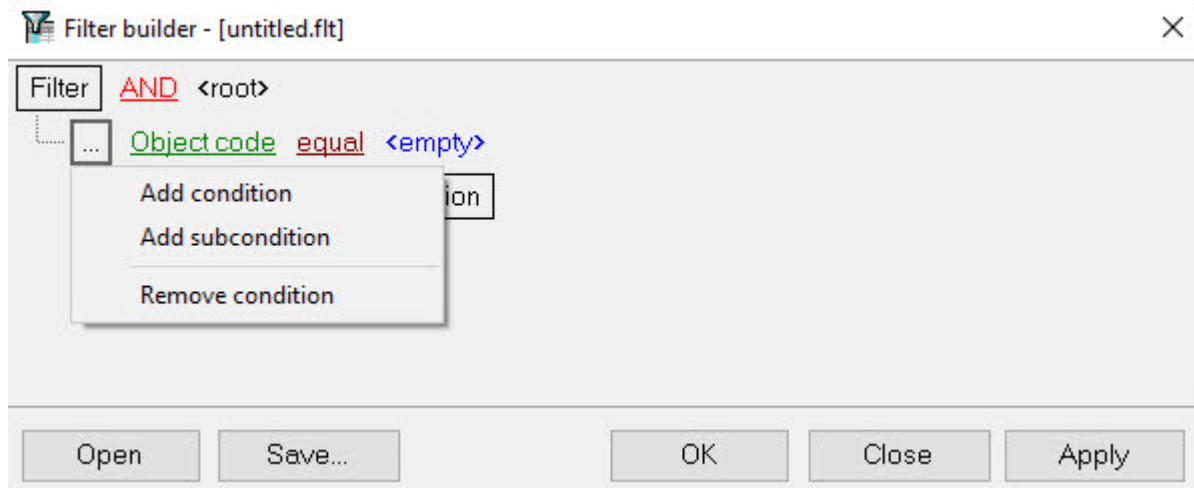 Filter builder - [untitled.flt]
Filter AND <root>
... Object code equal <empty>
Add condition
ion
Add subcondition
Remove condition
Open Save... OK Close Apply